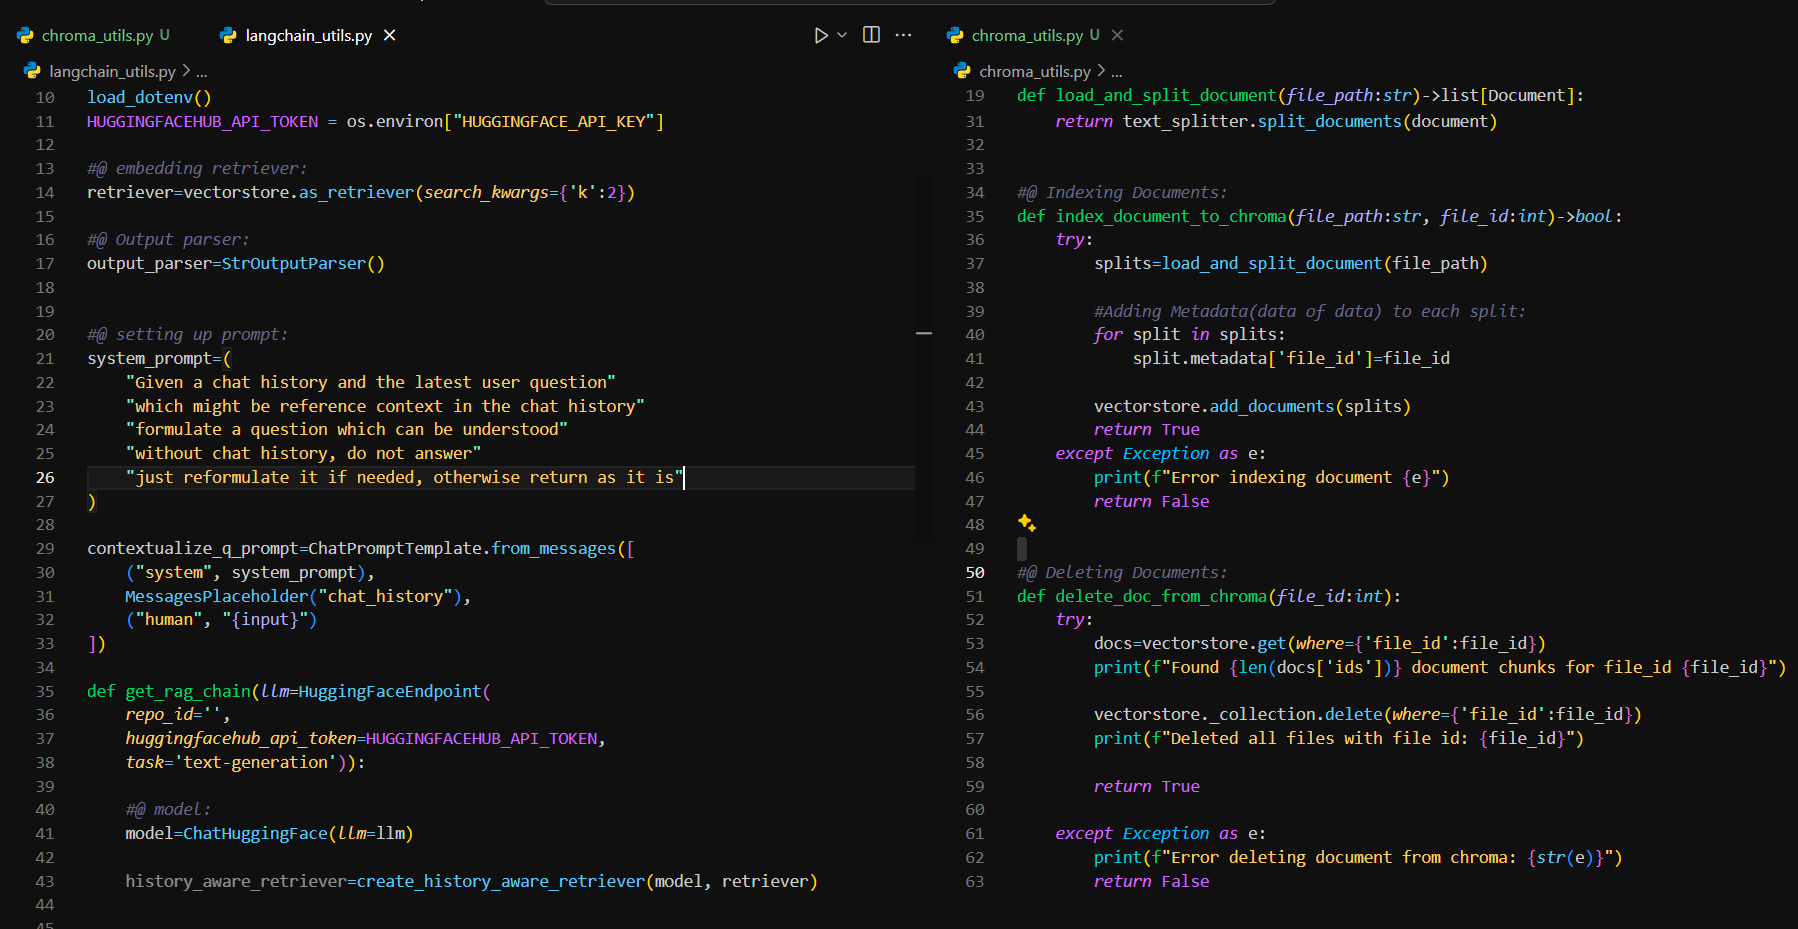 chroma_utils.py U
langchain_utils.py
langchain_utils.py > ...
10 load_dotenv()
11 HUGGINGFACEHUB_API_TOKEN = os.environ["HUGGINGFACE_API_KEY"]
12
13 #@ embedding retriever:
14 retriever=vectorstore.as_retriever(search_kwargs={'k':2})
15
16 #@ Output parser:
17 output_parser=StrOutputParser()
18
19
20 #@ setting up prompt:
21 system_prompt=(
22     "Given a chat history and the latest user question"
23     "which might be reference context in the chat history"
24     "formulate a question which can be understood"
25     "without chat history, do not answer"
26     "just reformulate it if needed, otherwise return as it is"
27 )
28
29 contextualize_q_prompt=ChatPromptTemplate.from_messages([
30     ("system", system_prompt),
31     MessagesPlaceholder("chat_history"),
32     ("human", "{input}")
33 ])
34
35 def get_rag_chain(llm=HuggingFaceEndpoint(
36     repo_id='',
37     huggingfacehub_api_token=HUGGINGFACEHUB_API_TOKEN,
38     task='text-generation')):
39
40     #@ model:
41     model=ChatHuggingFace(llm=llm)
42
43     history_aware_retriever=create_history_aware_retriever(model, retriever)
44
45
chroma_utils.py U
chroma_utils.py > ...
19 def load_and_split_document(file_path:str)->list[Document]:
31     return text_splitter.split_documents(document)
32
33
34 #@ Indexing Documents:
35 def index_document_to_chroma(file_path:str, file_id:int)->bool:
36     try:
37         splits=load_and_split_document(file_path)
38
39         #Adding Metadata(data of data) to each split:
40         for split in splits:
41             split.metadata['file_id']=file_id
42
43         vectorstore.add_documents(splits)
44         return True
45     except Exception as e:
46         print(f"Error indexing document {e}")
47         return False
48
49
50 #@ Deleting Documents:
51 def delete_doc_from_chroma(file_id:int):
52     try:
53         docs=vectorstore.get(where={'file_id':file_id})
54         print(f"Found {len(docs['ids'])} document chunks for file_id {file_id}")
55
56         vectorstore._collection.delete(where={'file_id':file_id})
57         print(f"Deleted all files with file id: {file_id}")
58
59         return True
60
61     except Exception as e:
62         print(f"Error deleting document from chroma: {str(e)}")
63         return False